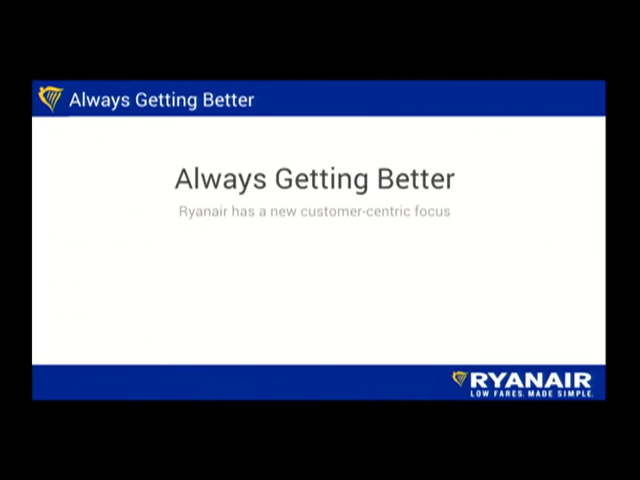 Always Getting Better
Always Getting Better
Ryanair has a new customer-centric focus
RYANAIR
LOW FARES. MADE SIMPLE.